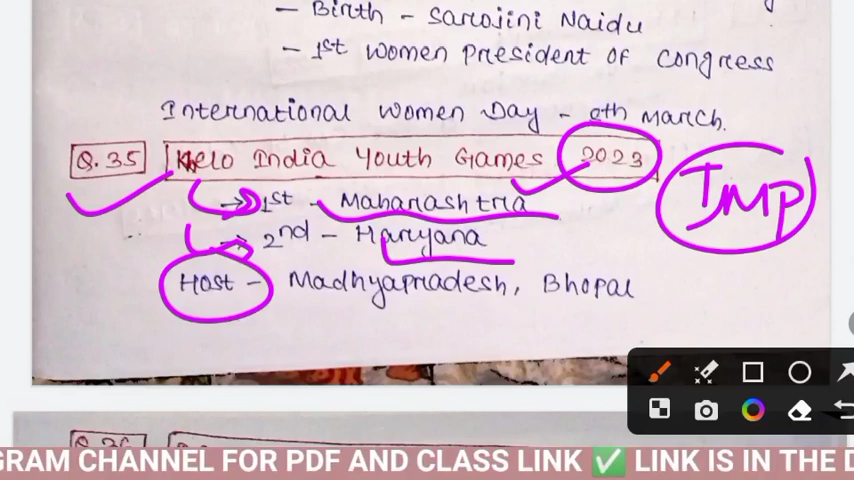 - Birth - Sarojini Naidu
- 1st Women President of Congress
International Women Day - 8th March.
Q.35 Khelo India Youth Games 2023
→ 1st - Maharashtria
→ 2nd - Haryana
IMP
Host - Madhyapradesh, Bhopal
GRAM CHANNEL FOR PDF AND CLASS LINK ✅ LINK IS IN THE D